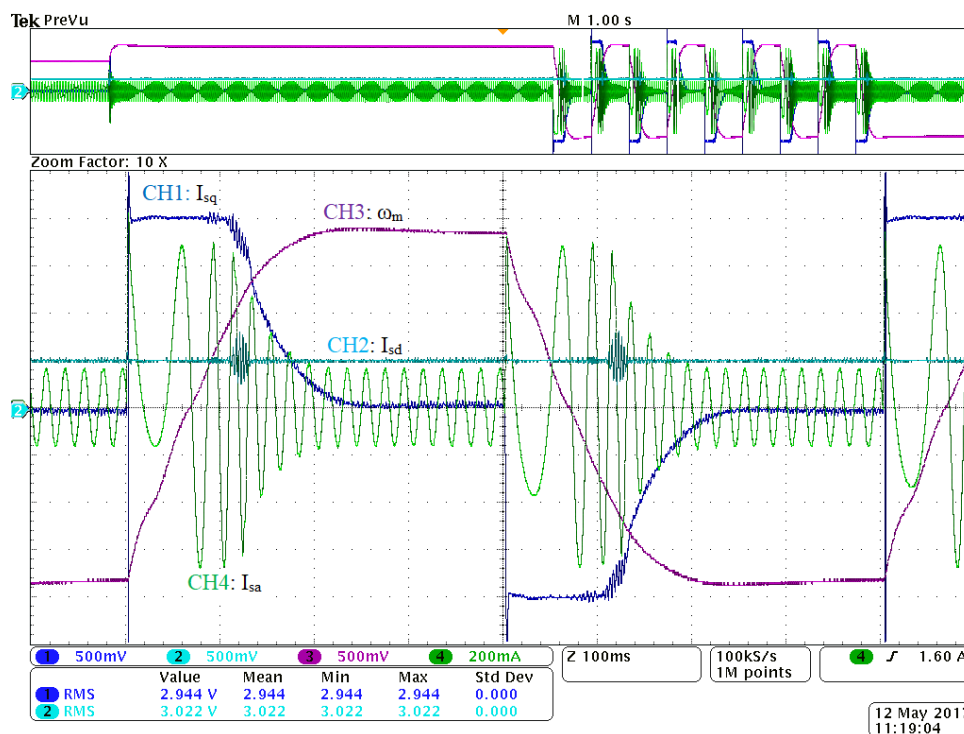 Tek PreVu M 1.00 s
2
Zoom Factor: 10 X
CH1: Isq
CH3: ωm
CH2: Isd
2
CH4: Isa
1 500mV 2 500mV 3 500mV 4 200mA Z 100ms 100kS/s 4 1.60 A
1M points
Value Mean Min Max Std Dev
1 RMS 2.944 V 2.944 2.944 2.944 0.000
2 RMS 3.022 V 3.022 3.022 3.022 0.000
12 May 201
11:19:04